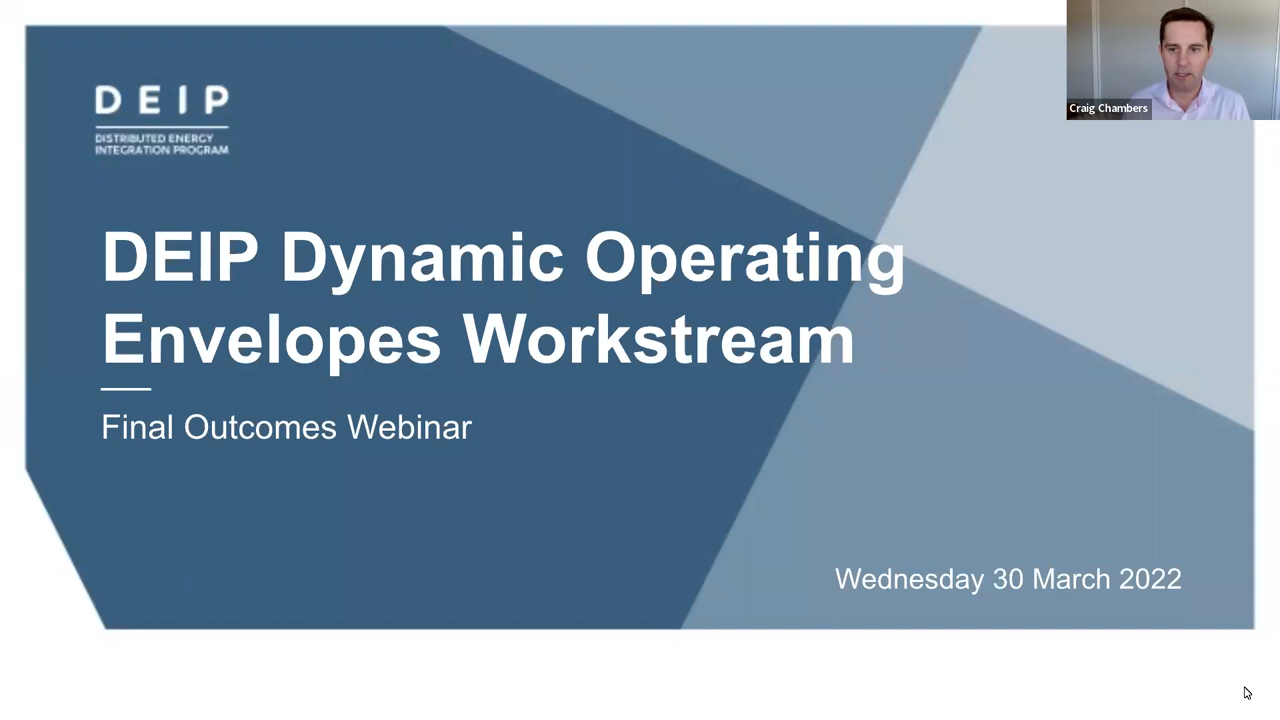 DEIP
DISTRIBUTED ENERGY
INTEGRATION PROGRAM
Craig Chambers
DEIP Dynamic Operating
Envelopes Workstream
Final Outcomes Webinar
Wednesday 30 March 2022